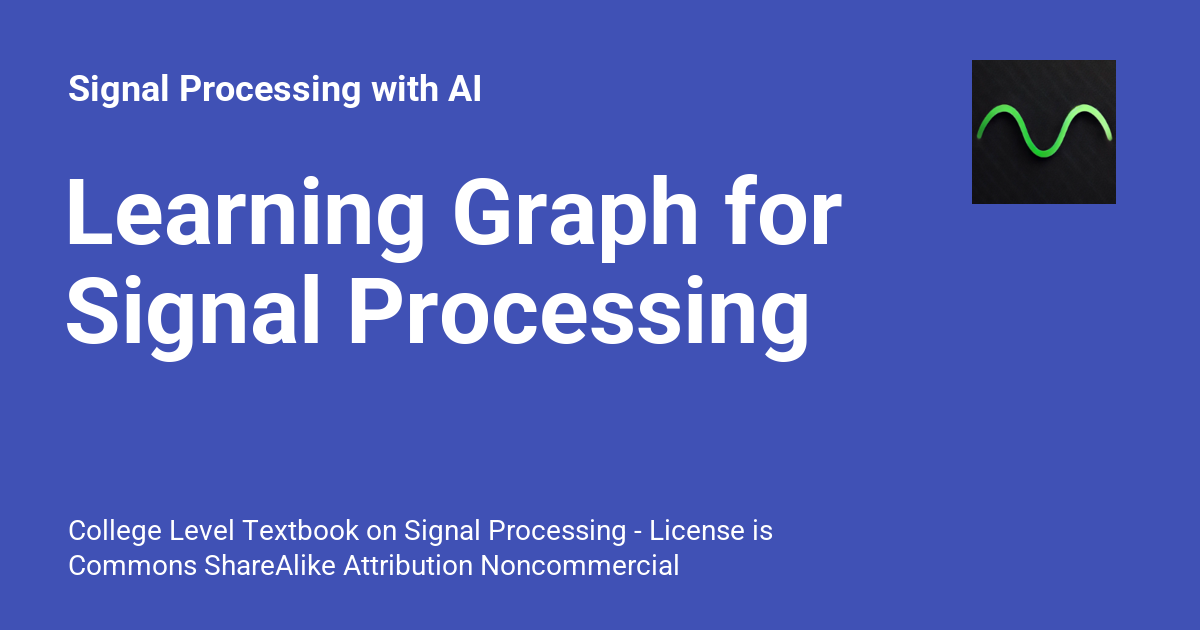 Signal Processing with AI
Learning Graph for
Signal Processing
College Level Textbook on Signal Processing - License is
Commons ShareAlike Attribution Noncommercial